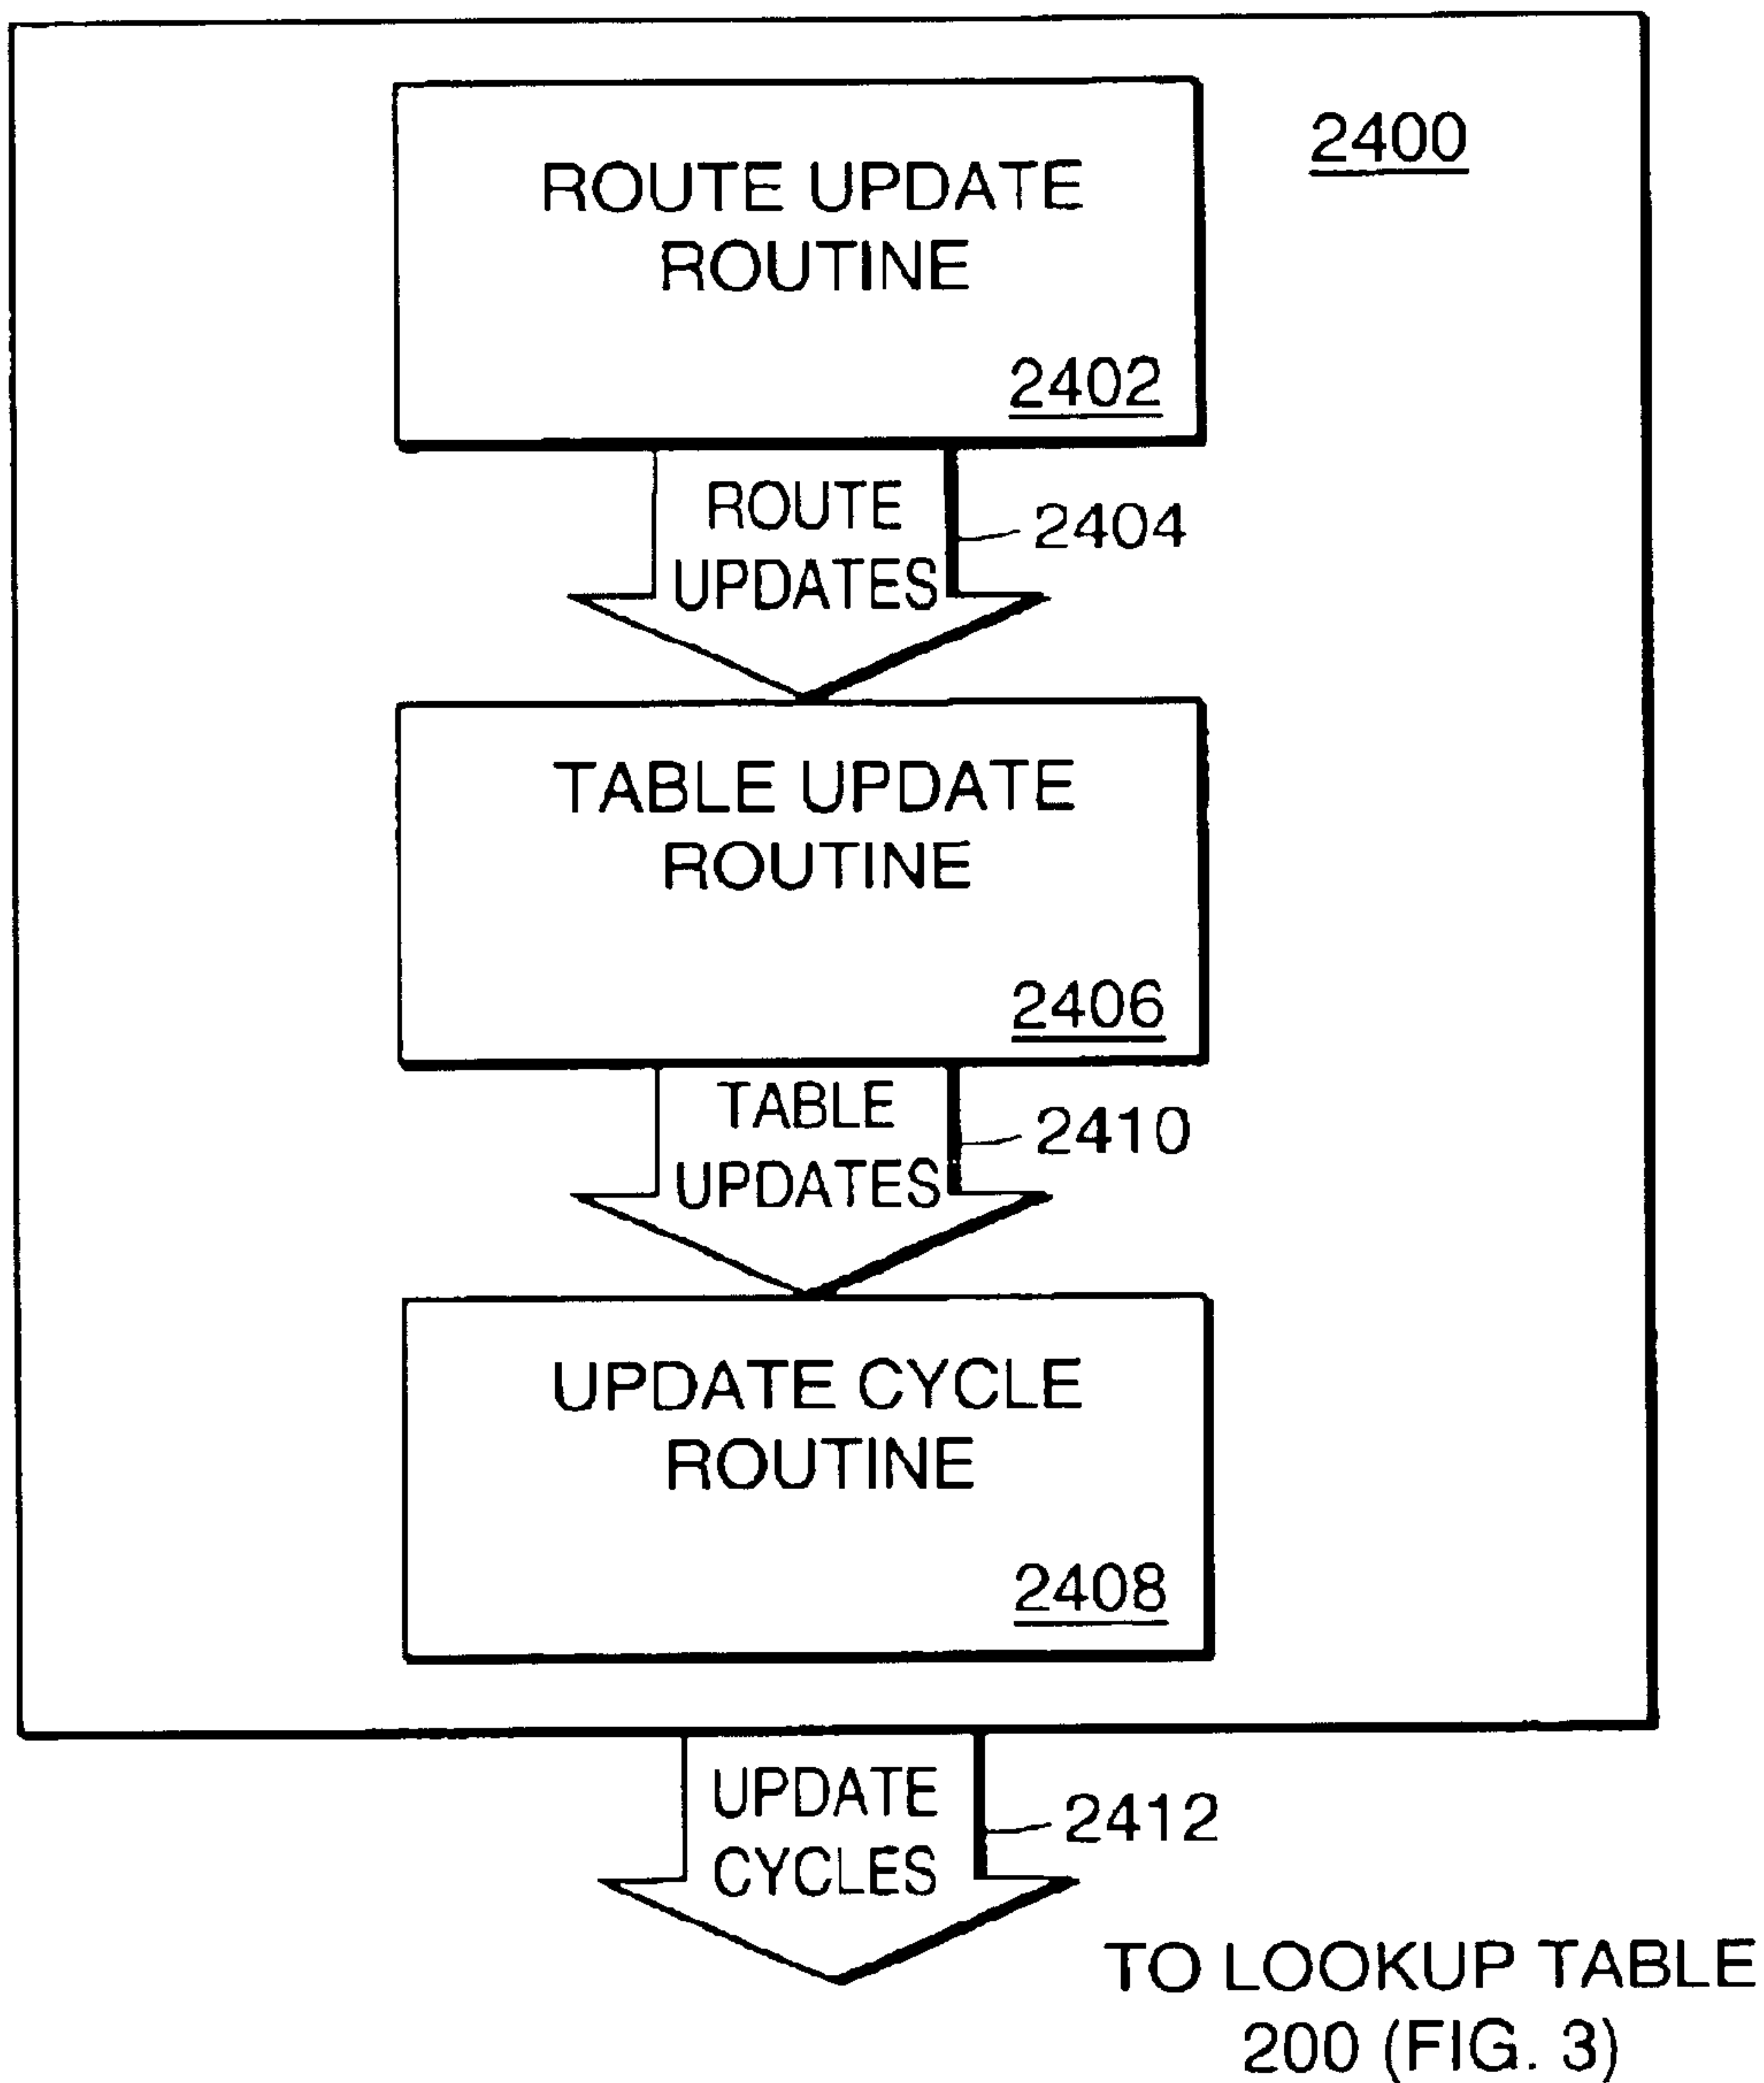 2400
ROUTE UPDATE
ROUTINE
2402
ROUTE
UPDATES
2404
TABLE UPDATE
ROUTINE
2406
TABLE
UPDATES
2410
UPDATE CYCLE
ROUTINE
2408
UPDATE
CYCLES
2412
TO LOOKUP TABLE
200 (FIG. 3)